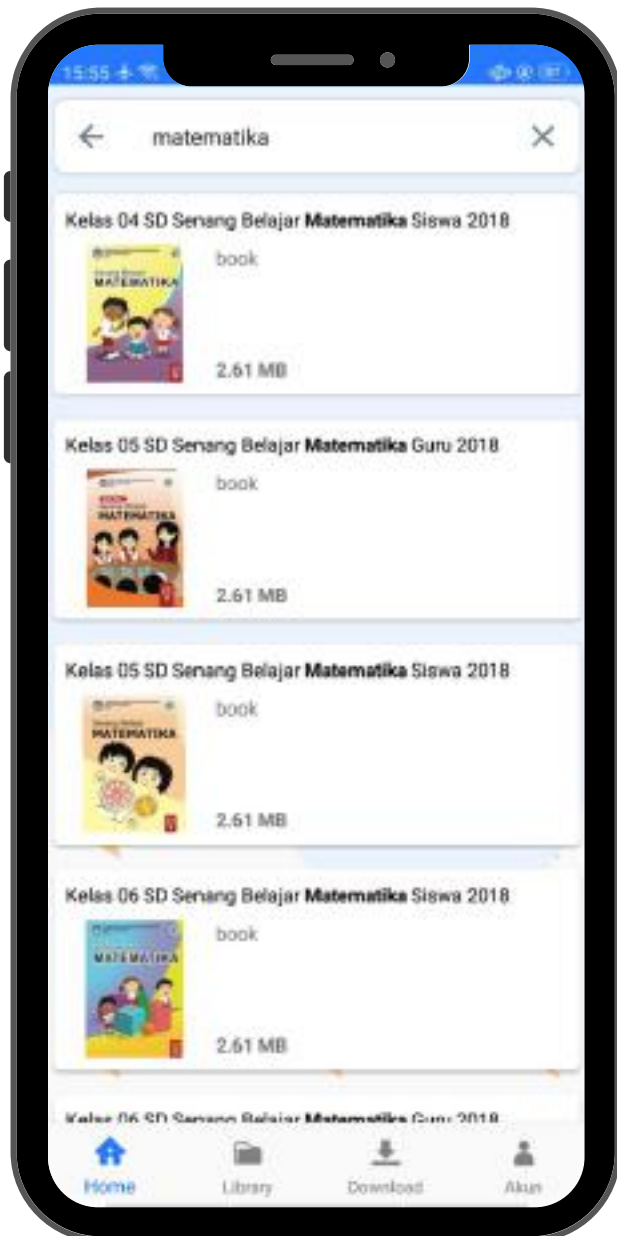 15:55
matematika
Kelas 04 SD Senang Belajar Matematika Siswa 2018
MATEMATIKA
book
2.61 MB
Kelas 05 SD Senang Belajar Matematika Guru 2018
MATEMATIKA
book
2.61 MB
Kelas 05 SD Senang Belajar Matematika Siswa 2018
MATEMATIKA
book
2.61 MB
Kelas 06 SD Senang Belajar Matematika Siswa 2018
MATEMATIKA
book
2.61 MB
Kelas 06 SD Senang Belajar Matematika Guru 2018
Home
Library
Download
Akun